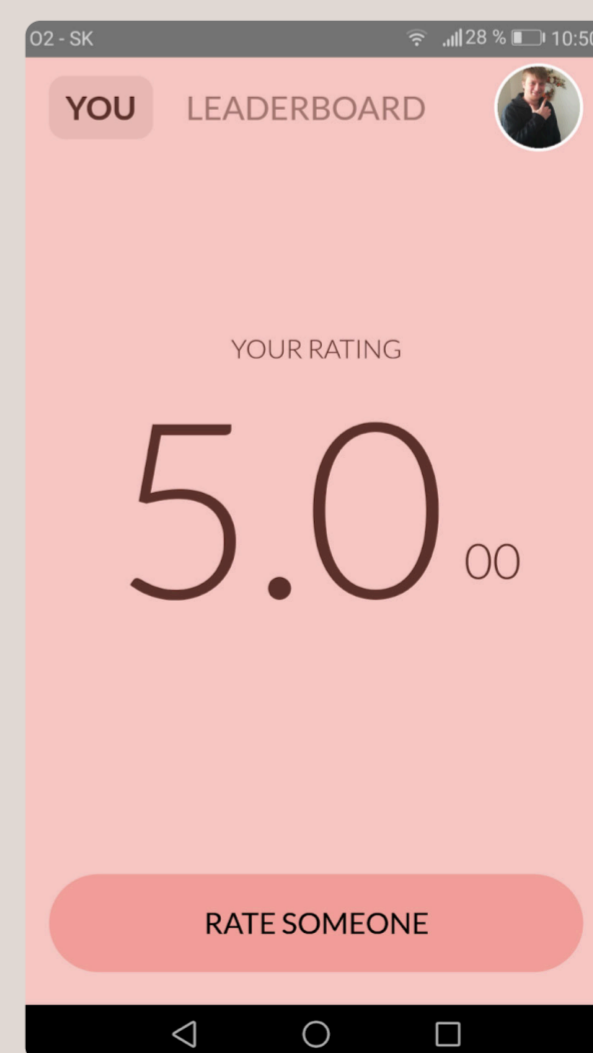 O2 - SK 28 % 10:50
YOU LEADERBOARD
YOUR RATING
5.0 00
RATE SOMEONE